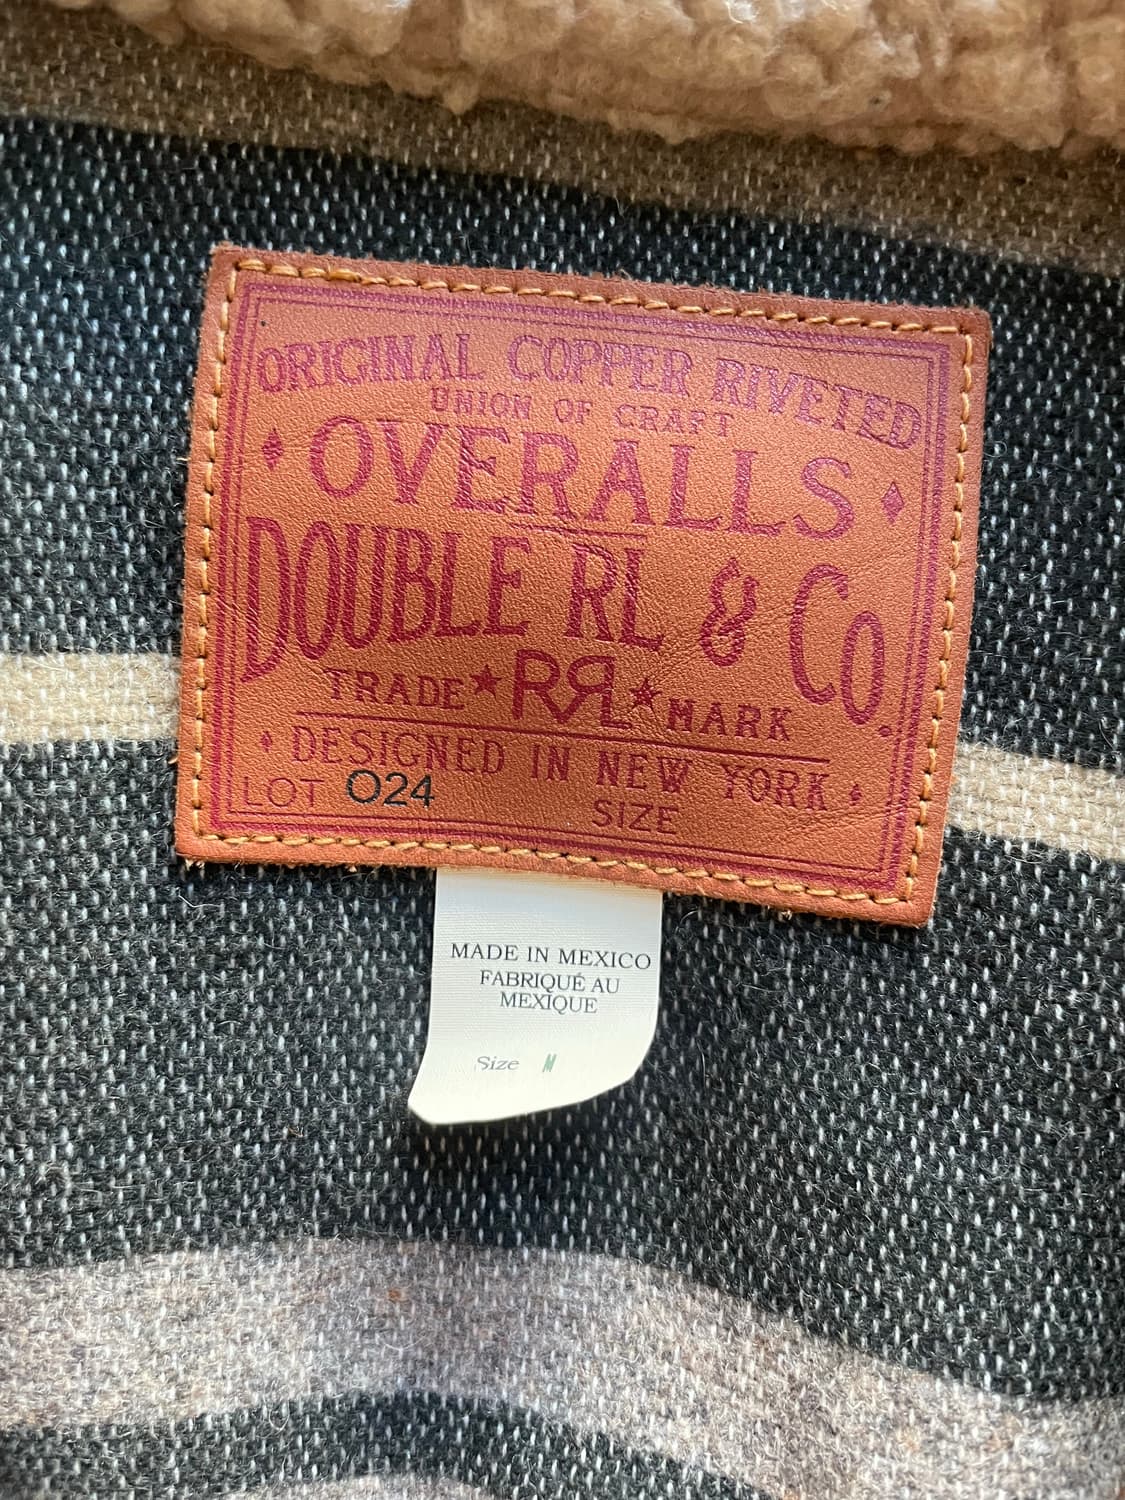 ORIGINAL COPPER RIVETED
UNION OF CRAFT
OVERALLS
DOUBLE RL & Co.
TRADE ★ RRL ★ MARK
DESIGNED IN NEW YORK
LOT 024 SIZE
MADE IN MEXICO
FABRIQUÉ AU
MEXIQUE
Size M